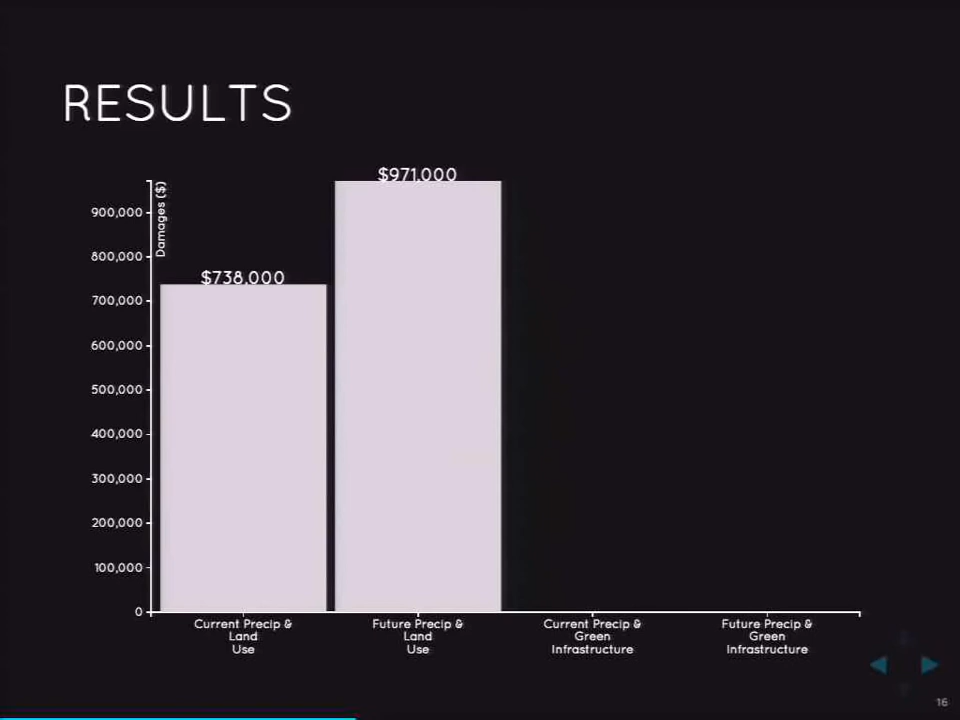 RESULTS
$971,000
Damages ($)
900,000
800,000
$738,000
700,000
600,000
500,000
400,000
300,000
200,000
100,000
0
Current Precip &
Land
Use
Future Precip &
Land
Use
Current Precip &
Green
Infrastructure
Future Precip &
Green
Infrastructure
16